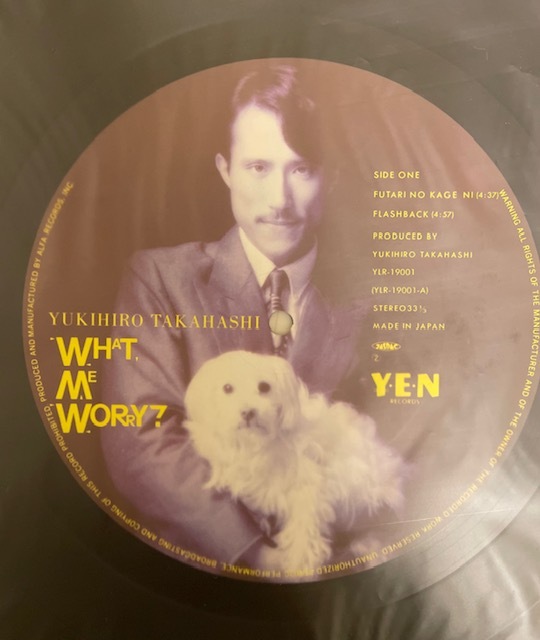 SIDE ONE
FUTARI NO KAGE NI (4:37)
FLASHBACK (4:57)
PRODUCED BY
YUKIHIRO TAKAHASHI
YLR-19001
(YLR-19001-A)
STEREO 33 1/3
MADE IN JAPAN
2
Y.E.N
RECORDS
YUKIHIRO TAKAHASHI
"WHAT,
ME
WORRY?"
WARNING ALL RIGHTS OF THE MANUFACTURER AND OF THE OWNER OF THE RECORDED WORK RESERVED. UNAUTHORIZED PUBLIC PERFORMANCE, BROADCASTING AND COPYING OF THIS RECORD PROHIBITED. PRODUCED AND MANUFACTURED BY ALFA RECORDS, INC